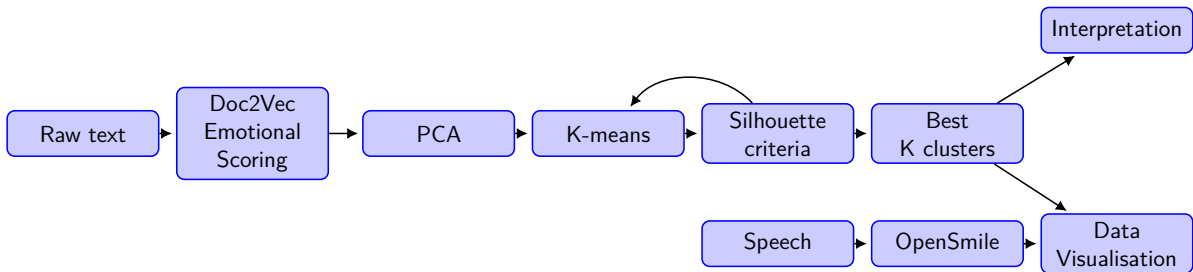 Interpretation
Raw text
Doc2Vec
Emotional
Scoring
PCA
K-means
Silhouette
criteria
Best
K clusters
Speech
OpenSmile
Data
Visualisation